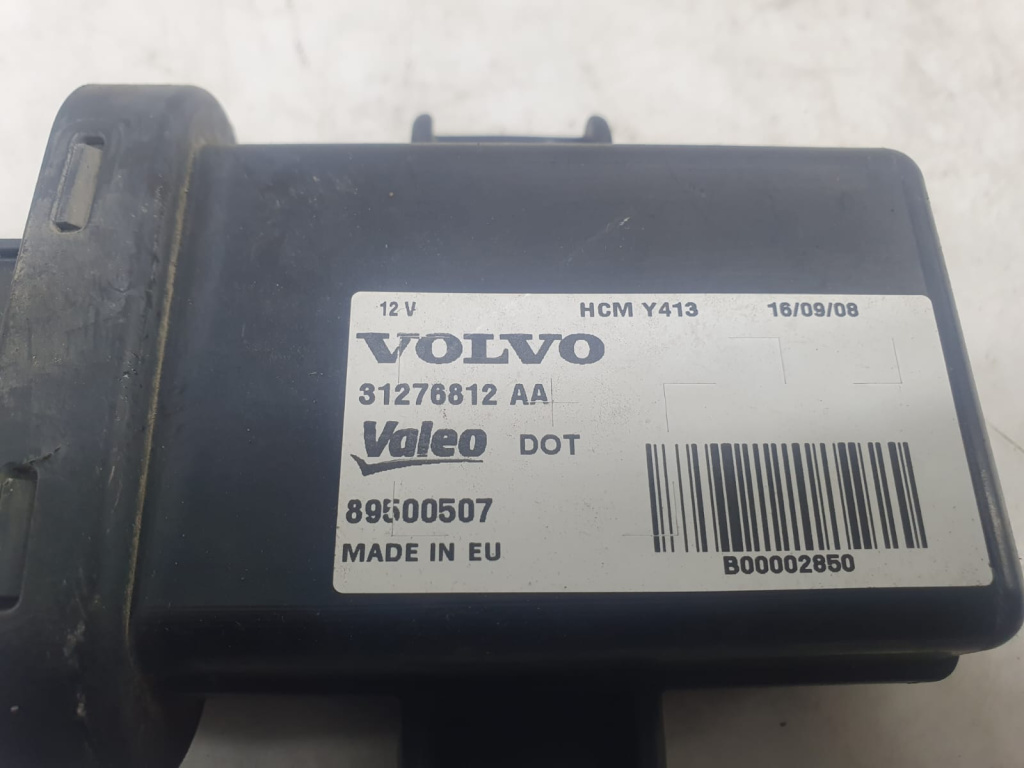 12 V HCM Y413 16/09/08
VOLVO
31276812 AA
Valeo DOT
89500507
MADE IN EU
B00002850